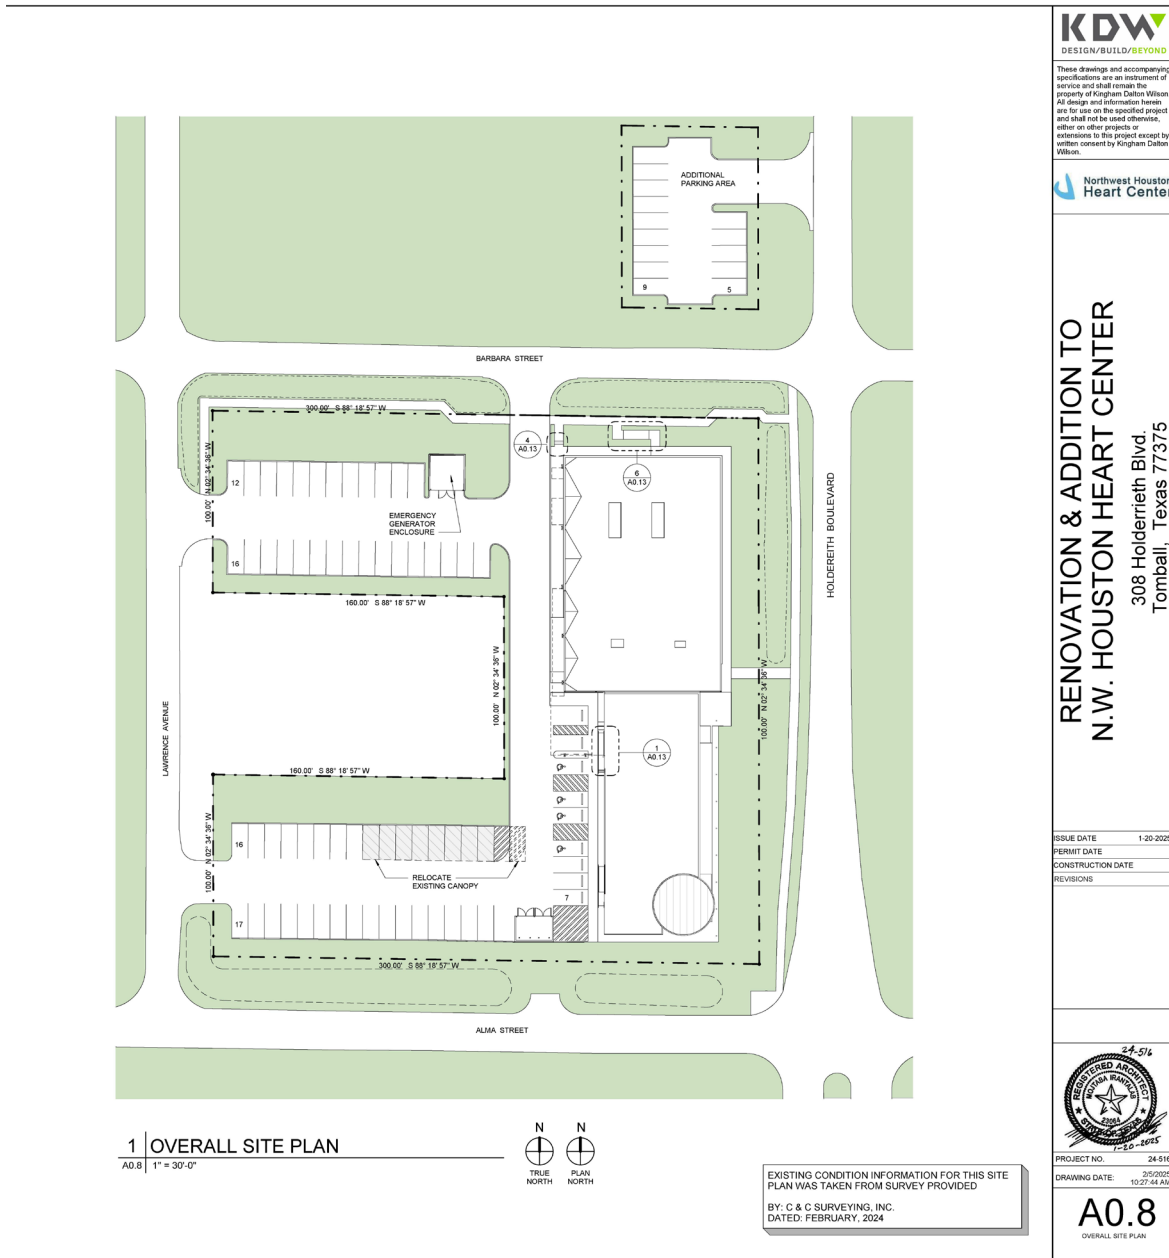 KDW
DESIGN/BUILD/BEYOND
These drawings and accompanying
specifications are an instrument of
service and shall remain the
property of Kingham Dalton Wilson.
All design and information herein
are for use on the specified project
and shall not be used otherwise,
either on other projects or
extensions to this project except by
written consent by Kingham Dalton
Wilson.
Northwest Houston
Heart Center
RENOVATION & ADDITION TO
N.W. HOUSTON HEART CENTER
308 Holderrieth Blvd.
Tomball, Texas 77375
ISSUE DATE 1-20-2025
PERMIT DATE
CONSTRUCTION DATE
REVISIONS
24-516
REGISTERED ARCHITECT
MOJTABA IRANTALAB
23064
STATE OF TEXAS
1-20-2025
PROJECT NO. 24-516
DRAWING DATE: 2/5/2025
10:27:44 AM
A0.8
OVERALL SITE PLAN
ADDITIONAL
PARKING AREA
9
5
BARBARA STREET
300.00' S 88° 18' 57" W
4
A0.13
6
A0.13
12
100.00' N 02° 34' 36" W
EMERGENCY
GENERATOR
ENCLOSURE
16
160.00' S 88° 18' 57" W
HOLDEREITH BOULEVARD
100.00' N 02° 34' 36" W
100.00' N 02° 34' 36" W
LAWRENCE AVENUE
1
A0.13
160.00' S 88° 18' 57" W
100.00' N 02° 34' 36" W
16
RELOCATE
EXISTING CANOPY
7
17
300.00' S 88° 18' 57" W
ALMA STREET
1 OVERALL SITE PLAN
A0.8 1" = 30'-0"
N
TRUE
NORTH
N
PLAN
NORTH
EXISTING CONDITION INFORMATION FOR THIS SITE
PLAN WAS TAKEN FROM SURVEY PROVIDED
BY: C & C SURVEYING, INC.
DATED: FEBRUARY, 2024